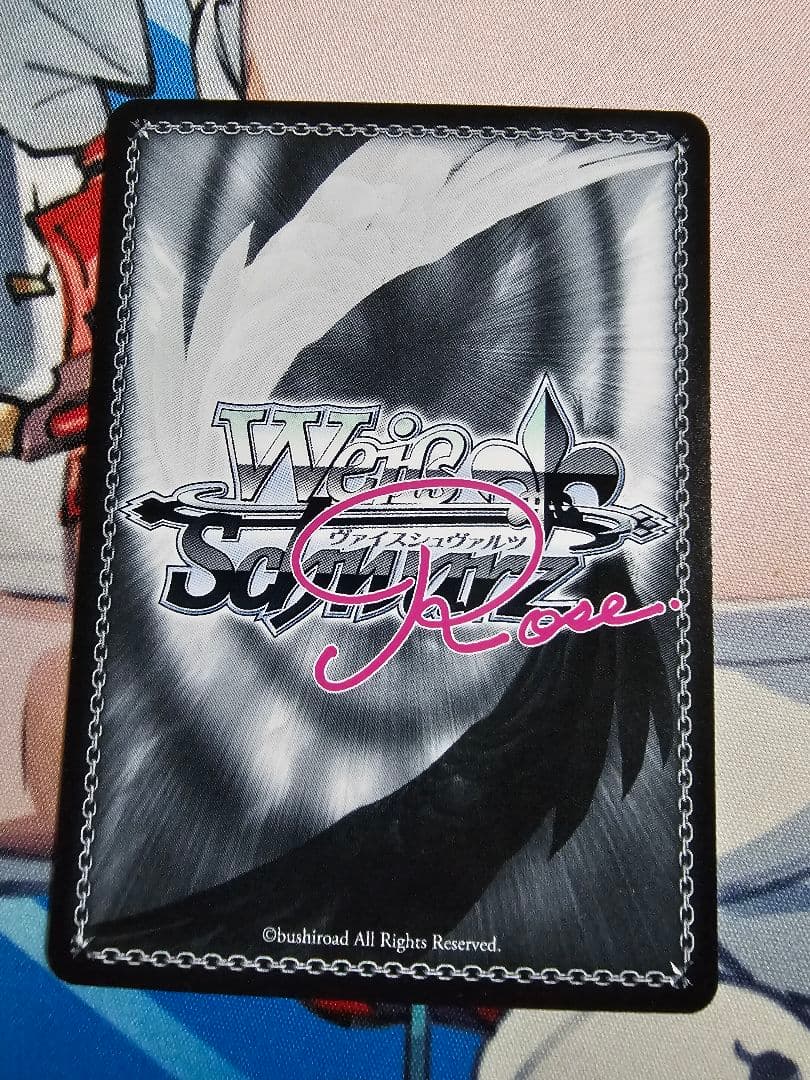 Weiß
ヴァイスシュヴァルツ
Schwarz
Rose.
©bushiroad All Rights Reserved.